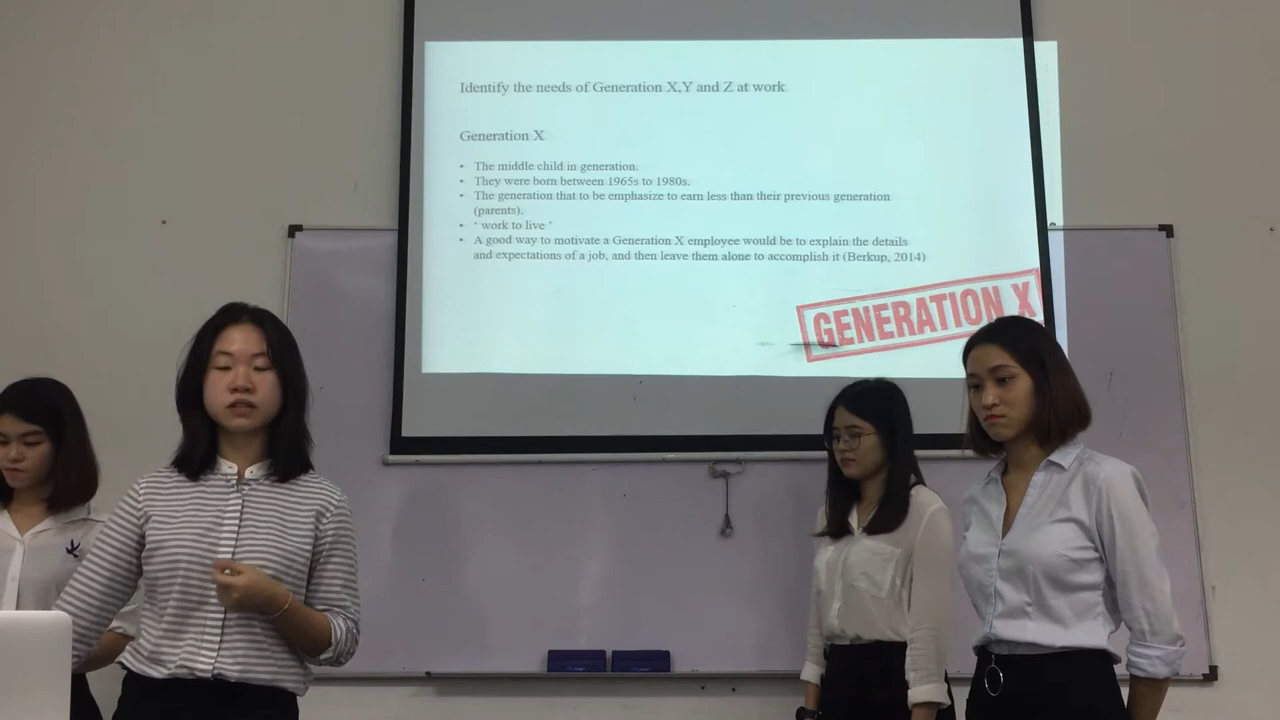 Identify the needs of Generation X,Y and Z at work
Generation X
• The middle child in generation.
• They were born between 1965s to 1980s.
• The generation that to be emphasize to earn less than their previous generation
(parents).
• ‘ work to live ’
• A good way to motivate a Generation X employee would be to explain the details
and expectations of a job, and then leave them alone to accomplish it (Berkup, 2014)
GENERATION X